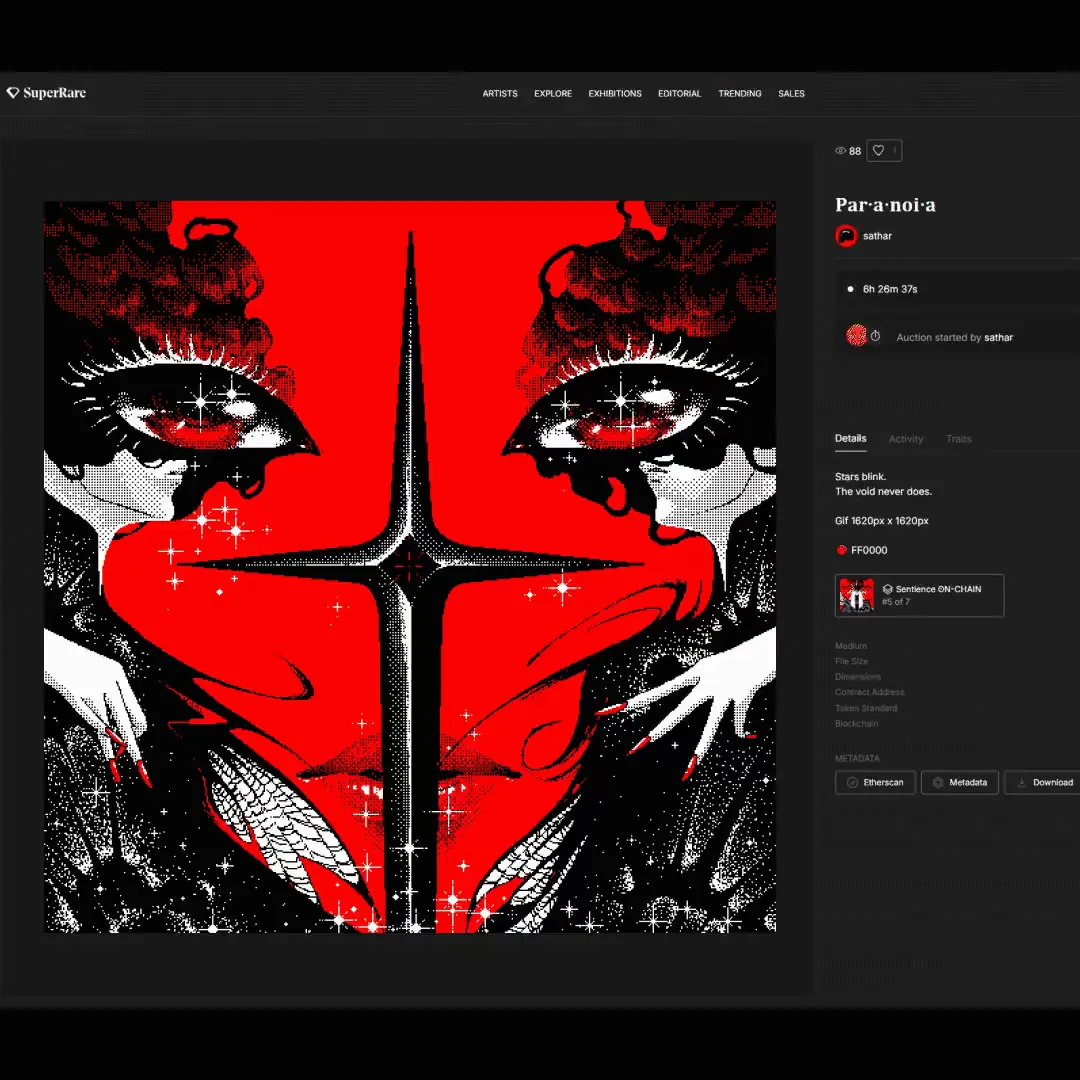 SuperRare
ARTISTS EXPLORE EXHIBITIONS EDITORIAL TRENDING SALES
88
Par·a·noi·a
sathar
6h 26m 37s
Auction started by sathar
Details Activity Traits
Stars blink.
The void never does.
Gif 1620px x 1620px
FF0000
Sentience ON-CHAIN
#5 of 7
Medium
File Size
Dimensions
Contract Address
Token Standard
Blockchain
METADATA
Etherscan Metadata Download